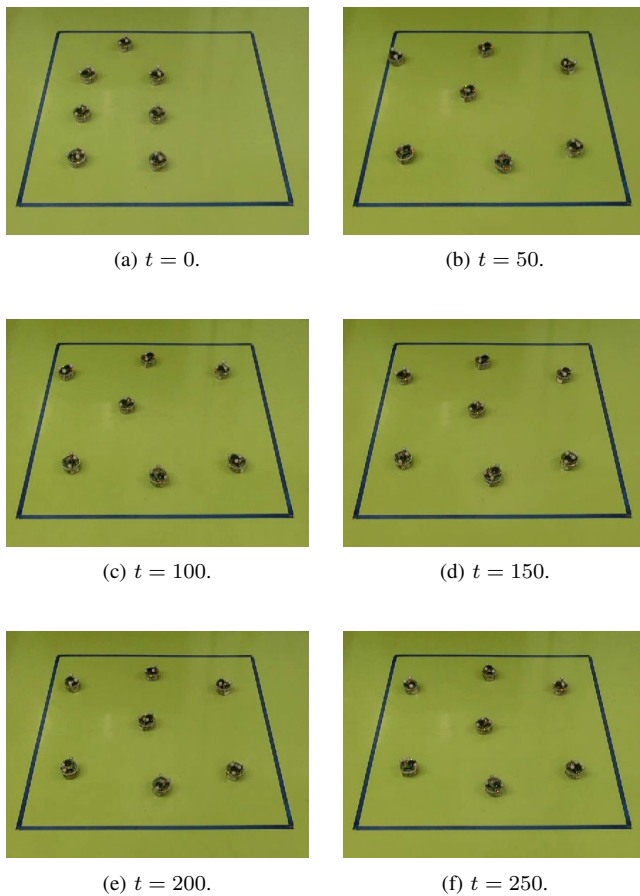 (a) t = 0.
(b) t = 50.
(c) t = 100.
(d) t = 150.
(e) t = 200.
(f) t = 250.